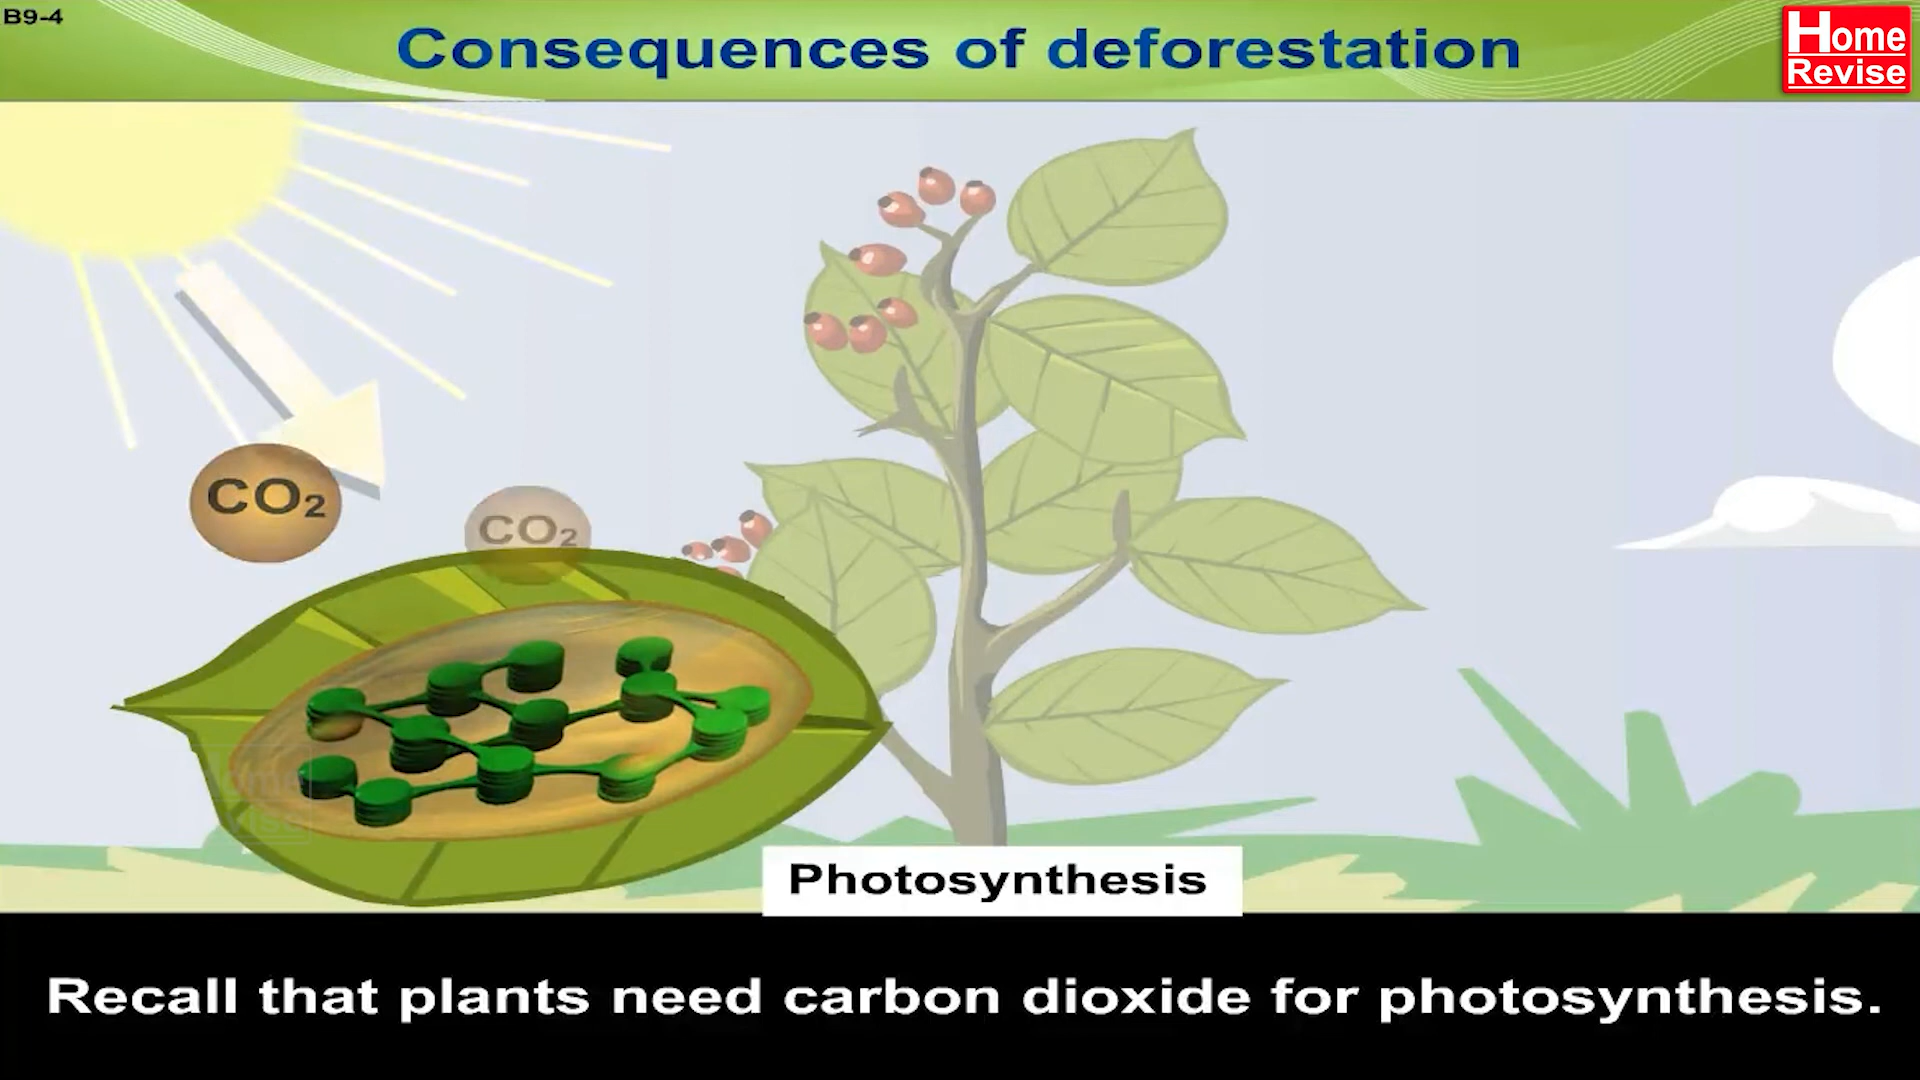 B9-4
Consequences of deforestation
Home
Revise
CO₂
CO₂
Photosynthesis
Recall that plants need carbon dioxide for photosynthesis.